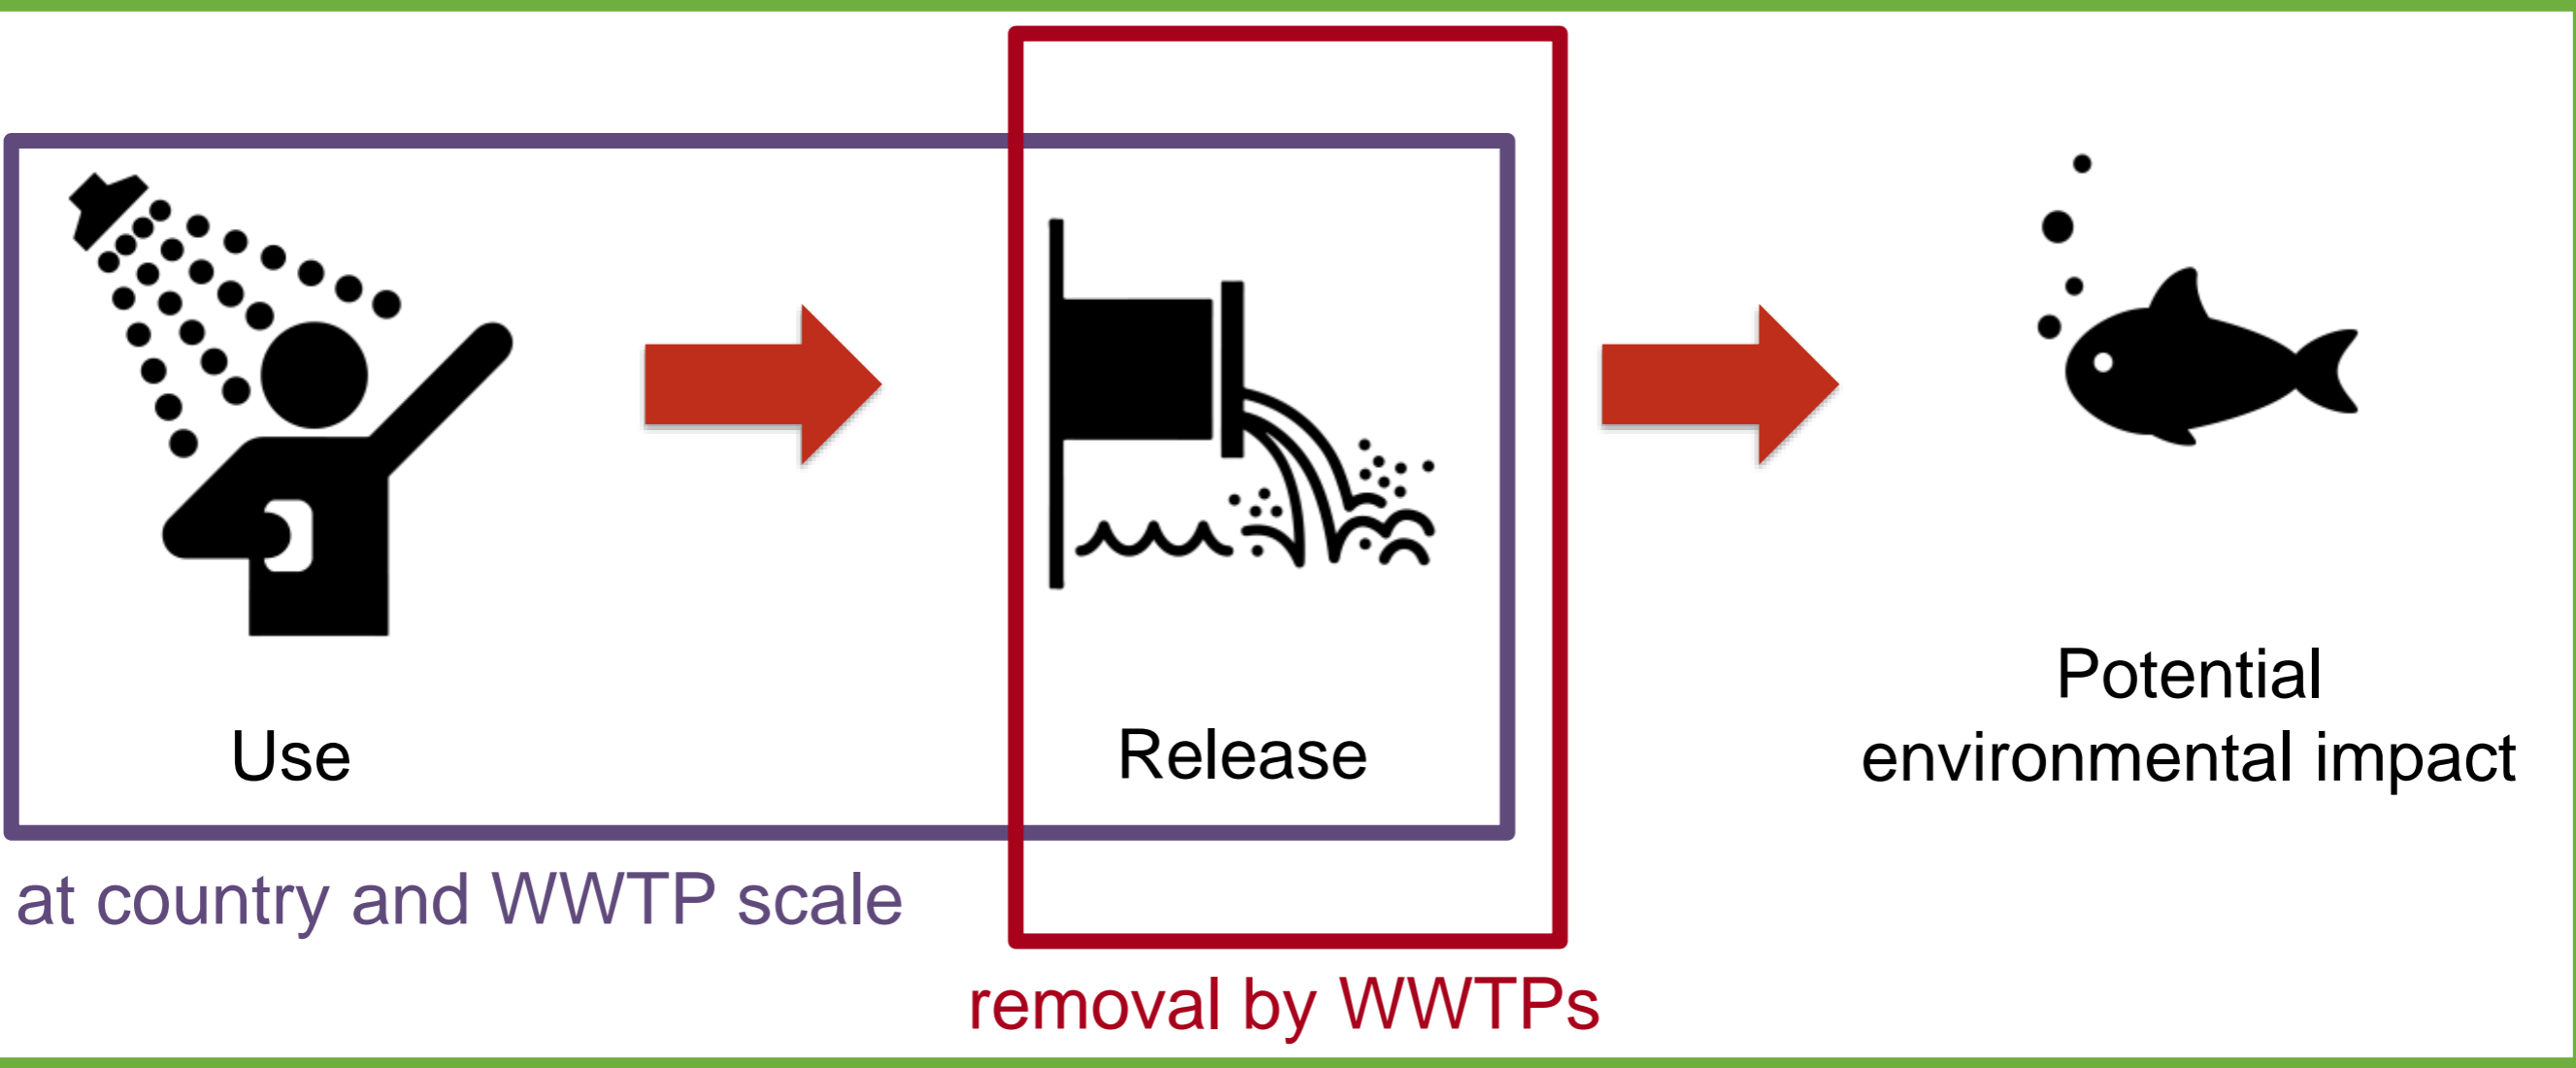 Use
Release
Potential
environmental impact
at country and WWTP scale
removal by WWTPs